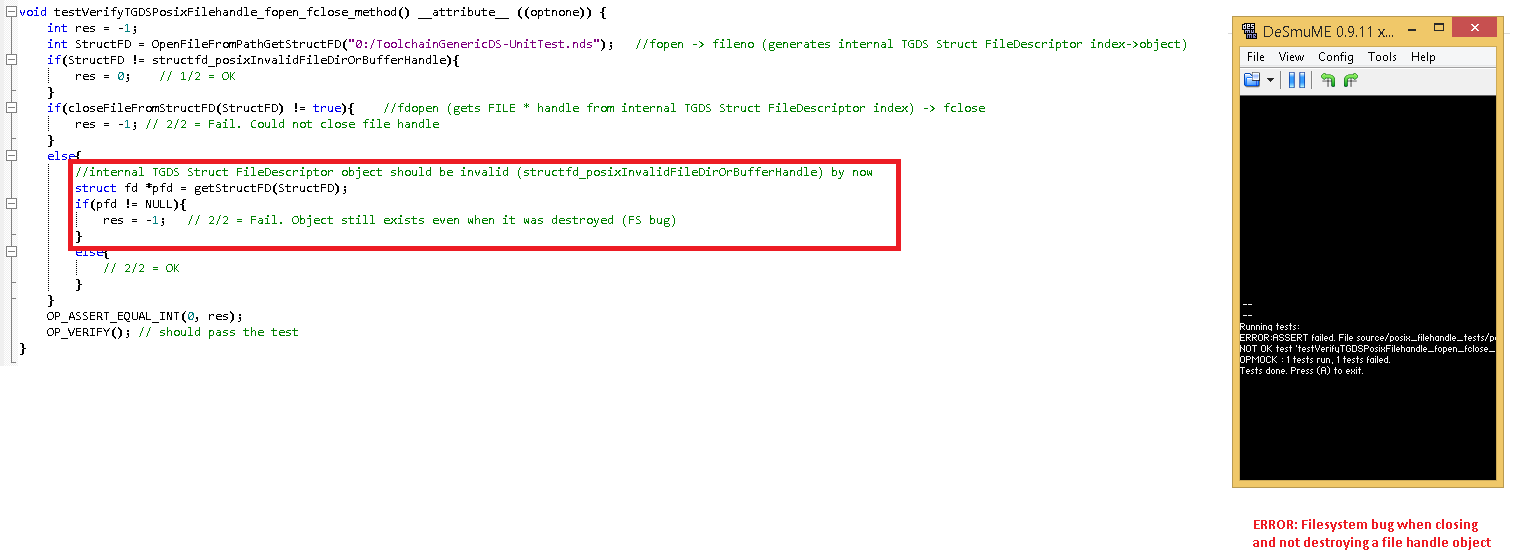 void testVerifyTGDSPosixFilehandle_fopen_fclose_method() __attribute__ ((optnone)) {
int res = -1;
int StructFD = OpenFileFromPathGetStructFD("0:/ToolchainGenericDS-UnitTest.nds"); //fopen -> fileno (generates internal TGDS Struct FileDescriptor index->object)
if(StructFD != structfd_posixInvalidFileDirOrBufferHandle){
res = 0; // 1/2 = OK
}
if(closeFileFromStructFD(StructFD) != true){ //fdopen (gets FILE * handle from internal TGDS Struct FileDescriptor index) -> fclose
res = -1; // 2/2 = Fail. Could not close file handle
}
else{
//internal TGDS Struct FileDescriptor object should be invalid (structfd_posixInvalidFileDirOrBufferHandle) by now
struct fd *pfd = getStructFD(StructFD);
if(pfd != NULL){
res = -1; // 2/2 = Fail. Object still exists even when it was destroyed (FS bug)
}
else{
// 2/2 = OK
}
}
OP_ASSERT_EQUAL_INT(0, res);
OP_VERIFY(); // should pass the test
}
DeSmuME 0.9.11 x...
File View Config Tools Help
--
--
Running tests:
ERROR:ASSERT failed. File source/posix_filehandle_tests/po
NOT OK test 'testVerifyTGDSPosixFilehandle_fopen_fclose_
OPMOCK : 1 tests run, 1 tests failed.
Tests done. Press (A) to exit.
ERROR: Filesystem bug when closing
and not destroying a file handle object